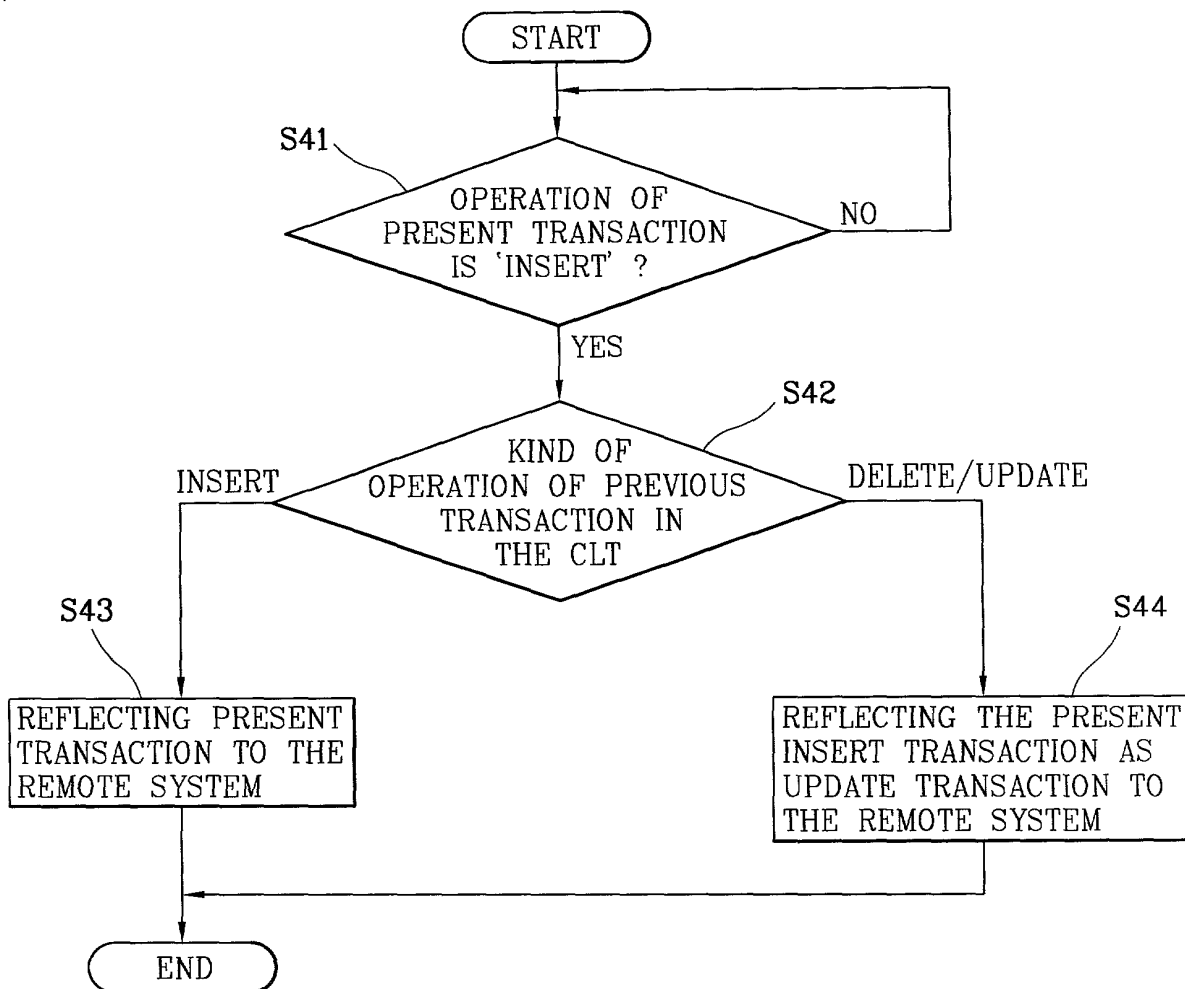 START
S41
OPERATION OF
PRESENT TRANSACTION
IS 'INSERT' ?
NO
YES
S42
KIND OF
OPERATION OF PREVIOUS
TRANSACTION IN
THE CLT
INSERT
DELETE/UPDATE
S43
REFLECTING PRESENT
TRANSACTION TO THE
REMOTE SYSTEM
S44
REFLECTING THE PRESENT
INSERT TRANSACTION AS
UPDATE TRANSACTION TO
THE REMOTE SYSTEM
END